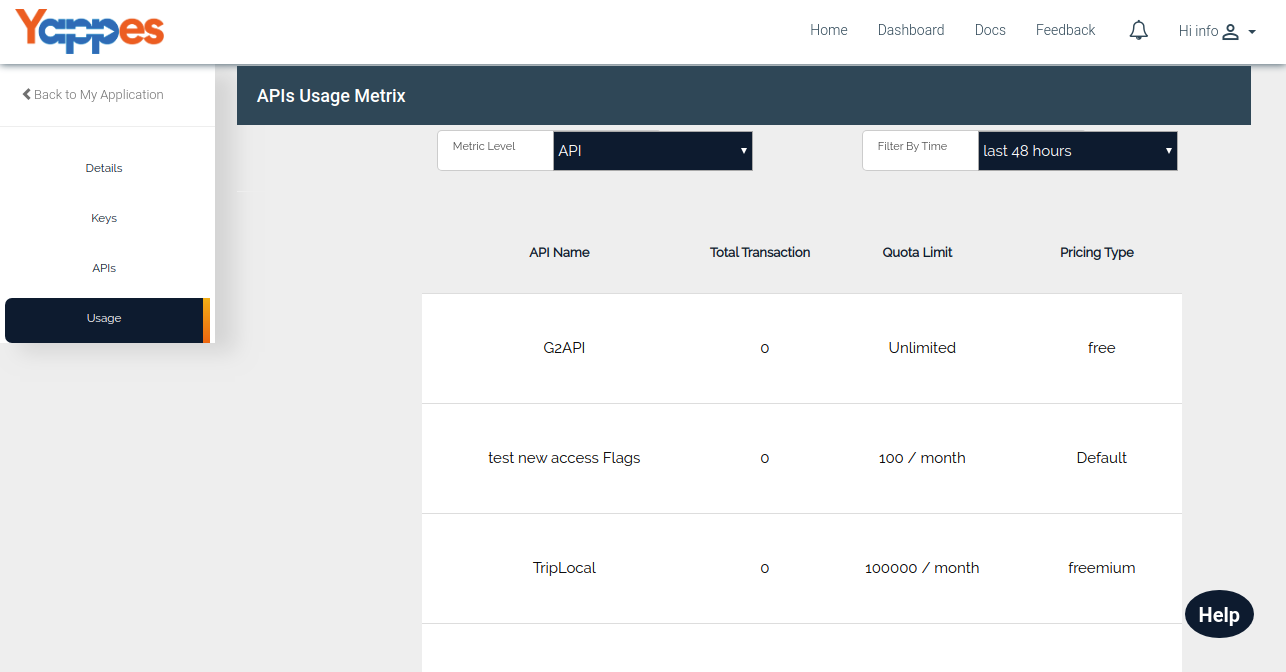 Yappes
Home Dashboard Docs Feedback Hi info
Back to My Application
APIs Usage Metrix
Metric Level API Filter By Time last 48 hours
Details
Keys
APIs
Usage
API Name Total Transaction Quota Limit Pricing Type
G2API 0 Unlimited free
test new access Flags 0 100 / month Default
TripLocal 0 100000 / month freemium
Help